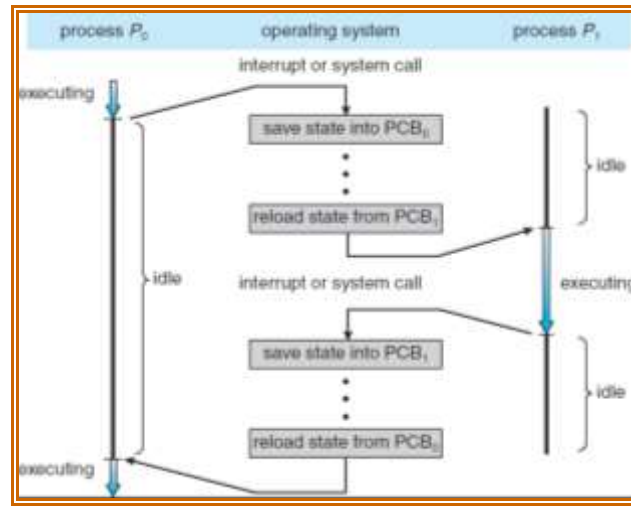 process P₀ operating system process P₁
interrupt or system call
executing
save state into PCB₀
idle
reload state from PCB₁
idle
interrupt or system call
executing
save state into PCB₁
idle
reload state from PCB₀
executing